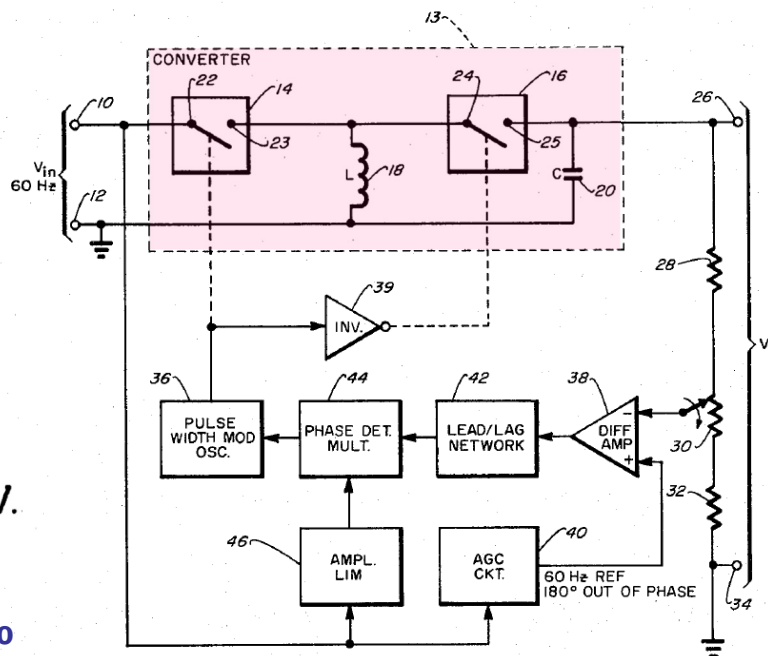 13
CONVERTER
10
22
14
24
16
26
23
25
V in
60 Hz
L
18
C
20
12
28
39
INV.
36
44
42
38
PULSE
WIDTH MOD
OSC.
PHASE DET.
MULT.
LEAD/LAG
NETWORK
DIFF
AMP
−
+
30
V
32
46
AMPL.
LIM
AGC
CKT.
40
60 Hz REF
180° OUT OF PHASE
34